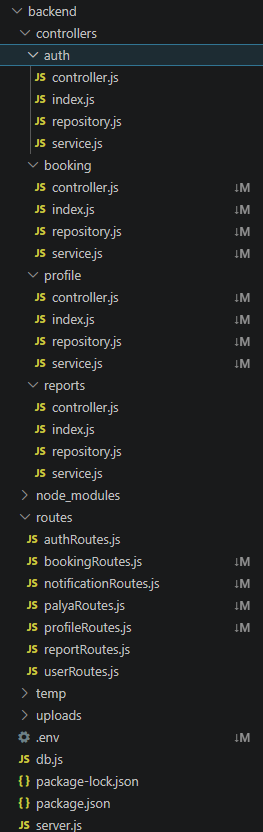 backend
controllers
auth
JS controller.js
JS index.js
JS repository.js
JS service.js
booking
JS controller.js ↓M
JS index.js ↓M
JS repository.js ↓M
JS service.js ↓M
profile
JS controller.js ↓M
JS index.js ↓M
JS repository.js ↓M
JS service.js ↓M
reports
JS controller.js
JS index.js
JS repository.js
JS service.js
node_modules
routes
JS authRoutes.js
JS bookingRoutes.js ↓M
JS notificationRoutes.js ↓M
JS palyaRoutes.js ↓M
JS profileRoutes.js ↓M
JS reportRoutes.js
JS userRoutes.js
temp
uploads
.env ↓M
JS db.js
{} package-lock.json
{} package.json
JS server.js